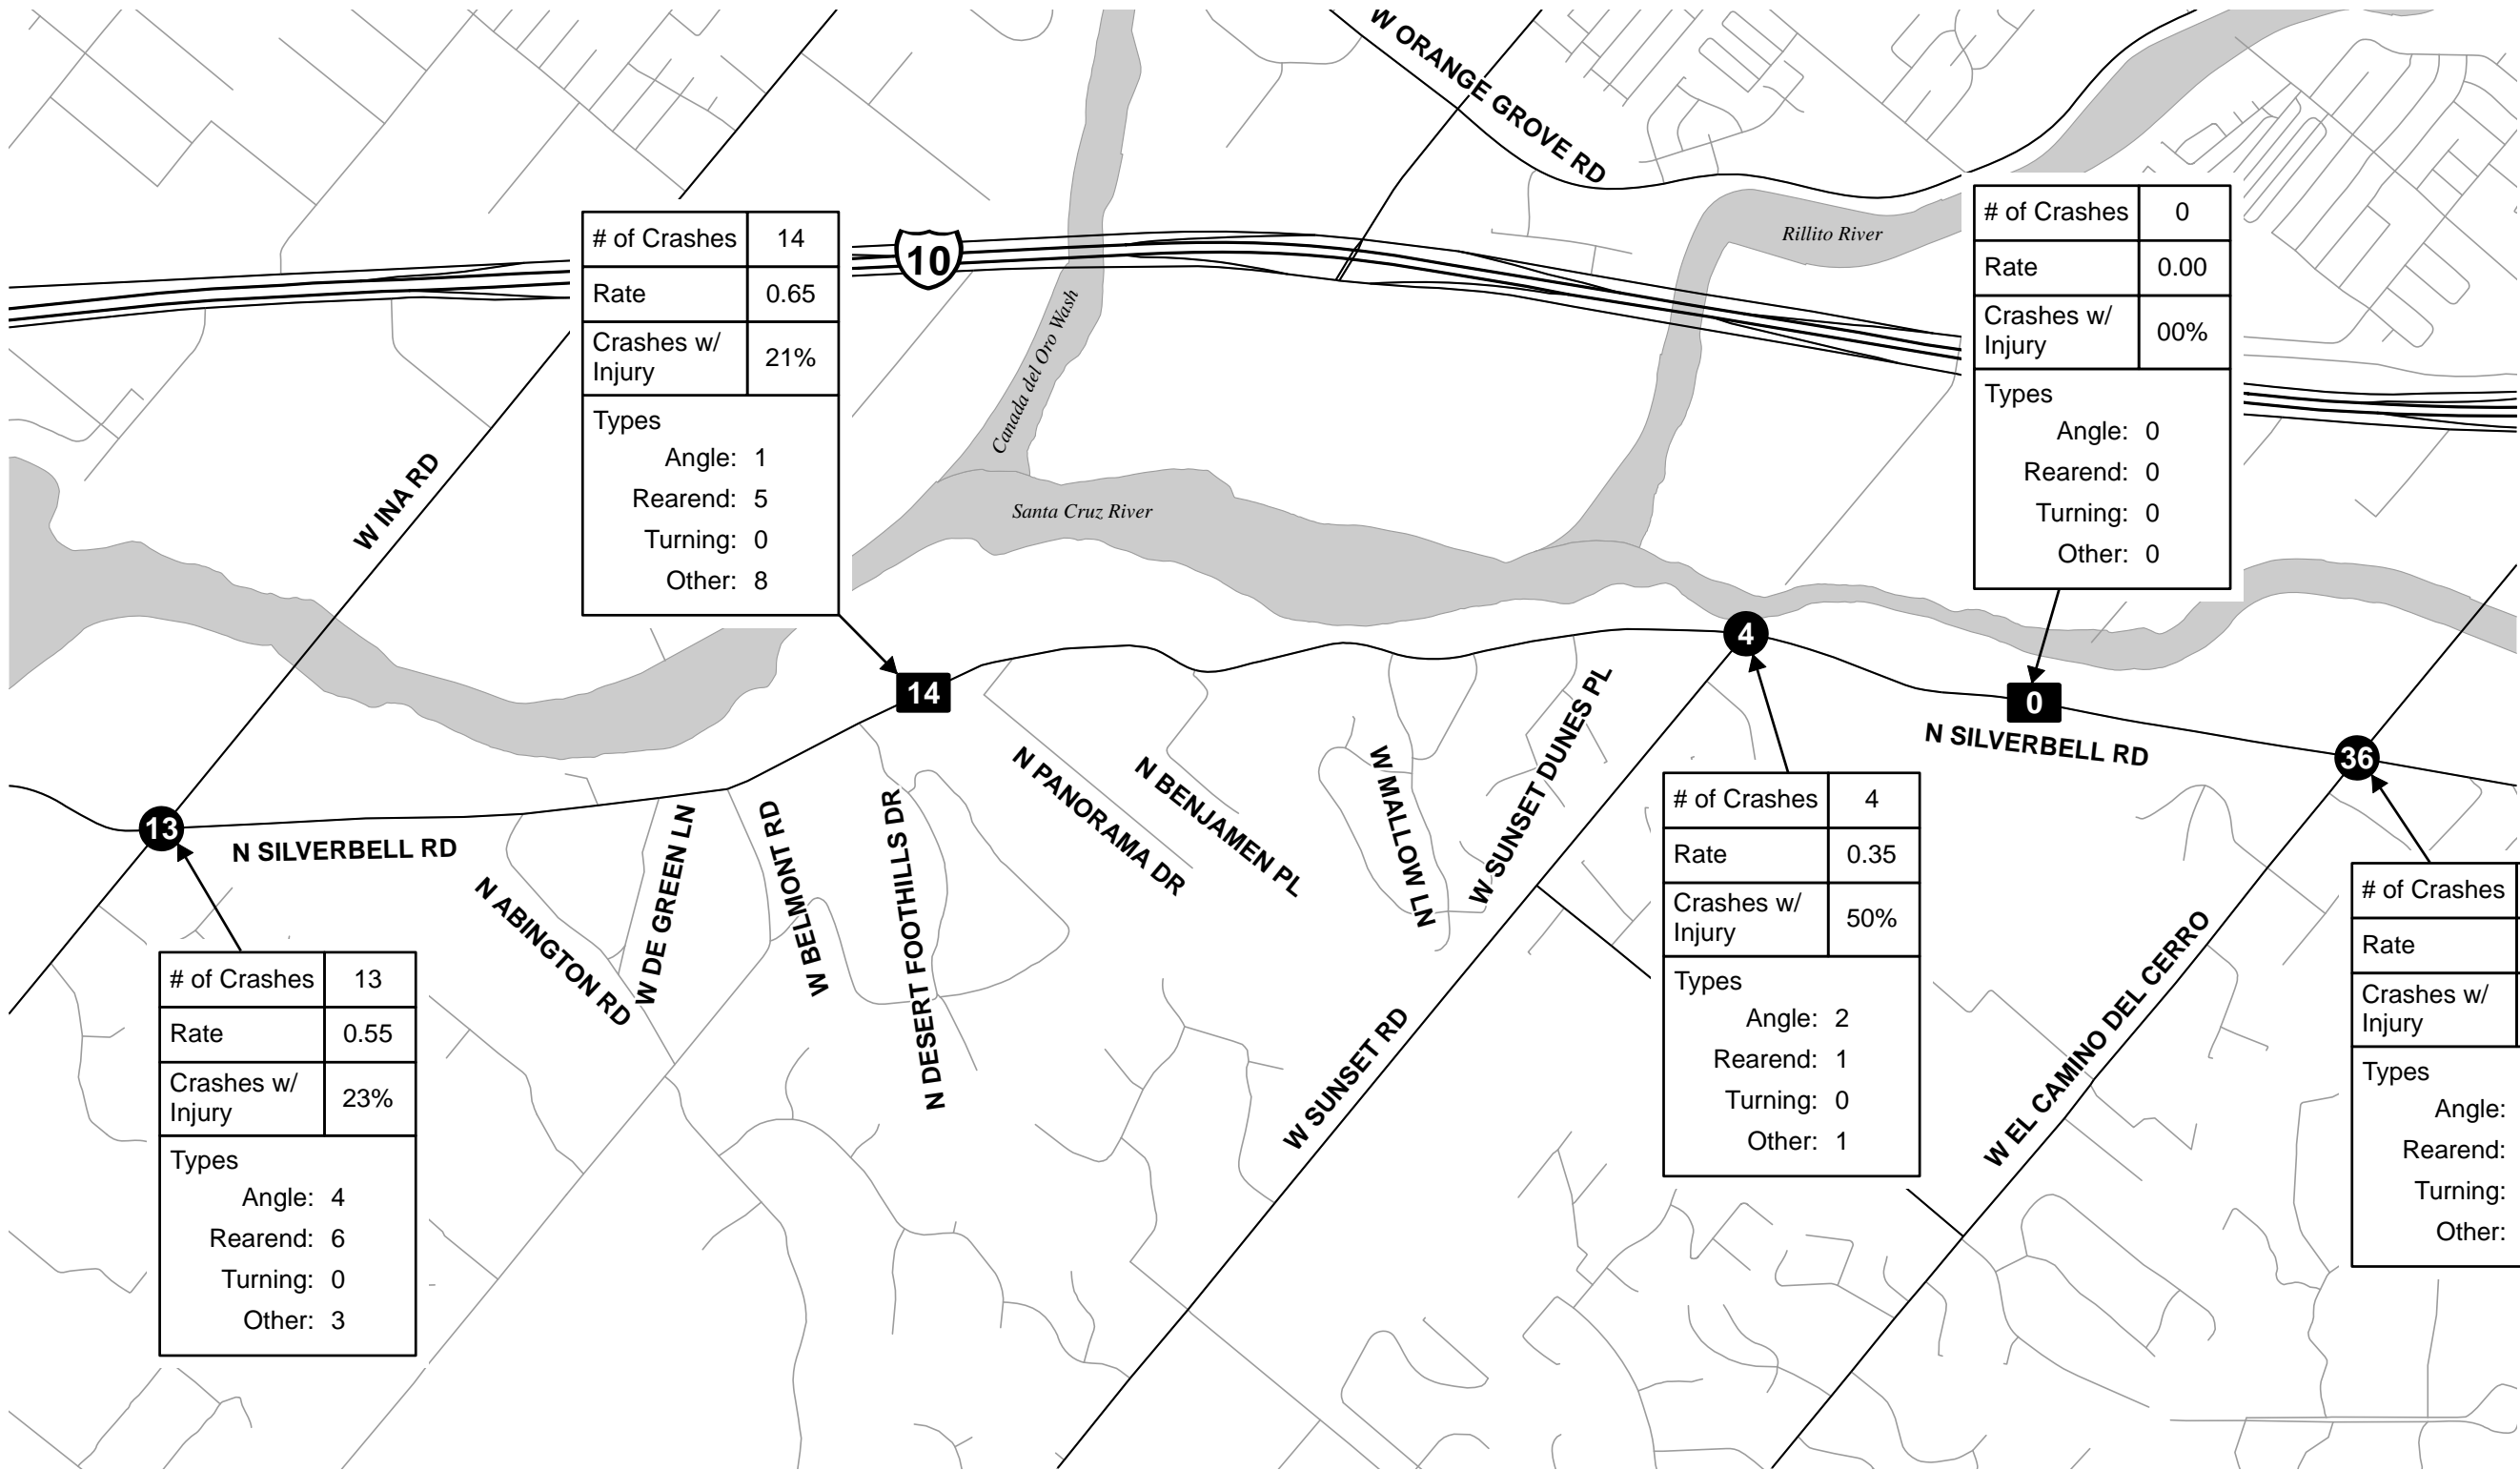 W ORANGE GROVE RD
# of Crashes 14
Rate 0.65
Crashes w/
Injury 21%
Types
Angle: 1
Rearend: 5
Turning: 0
Other: 8
10
Canada del Oro Wash
Rillito River
# of Crashes 0
Rate 0.00
Crashes w/
Injury 00%
Types
Angle: 0
Rearend: 0
Turning: 0
Other: 0
W INA RD
Santa Cruz River
14
4
0
36
13
N SILVERBELL RD
N SILVERBELL RD
N ABINGTON RD
W DE GREEN LN
W BELMONT RD
N DESERT FOOTHILLS DR
N PANORAMA DR
N BENJAMEN PL
W MALLOW LN
W SUNSET DUNES PL
W SUNSET RD
W EL CAMINO DEL CERRO
# of Crashes 13
Rate 0.55
Crashes w/
Injury 23%
Types
Angle: 4
Rearend: 6
Turning: 0
Other: 3
# of Crashes 4
Rate 0.35
Crashes w/
Injury 50%
Types
Angle: 2
Rearend: 1
Turning: 0
Other: 1
# of Crashes
Rate
Crashes w/
Injury
Types
Angle:
Rearend:
Turning:
Other: